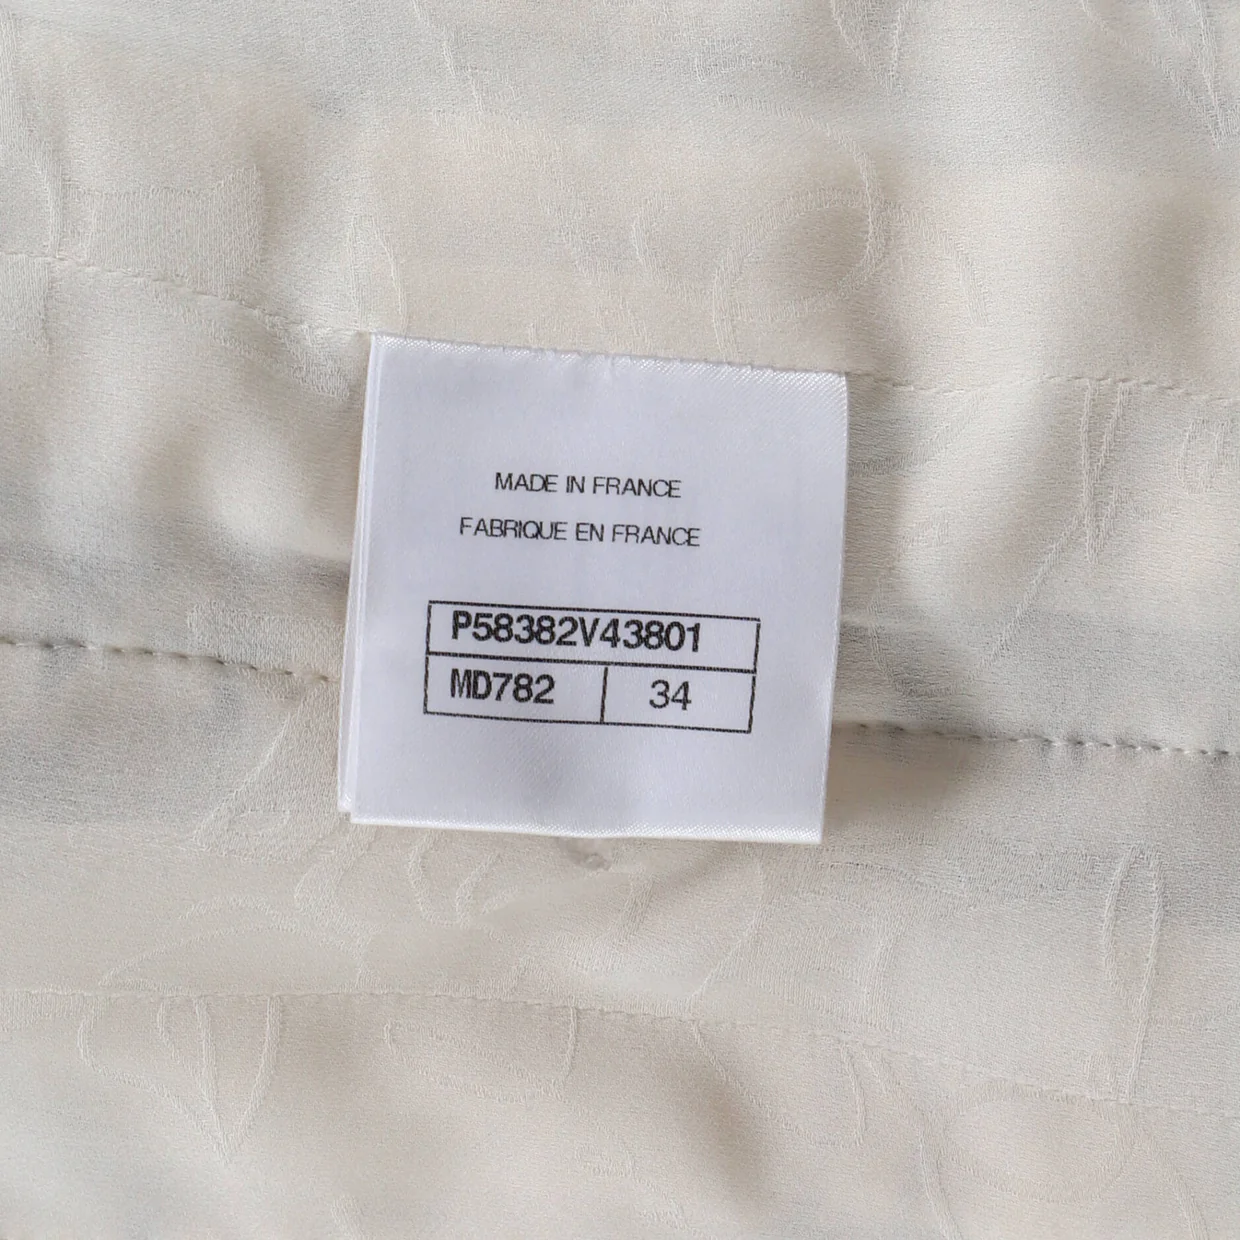 MADE IN FRANCE
FABRIQUE EN FRANCE
P58382V43801
MD782 34